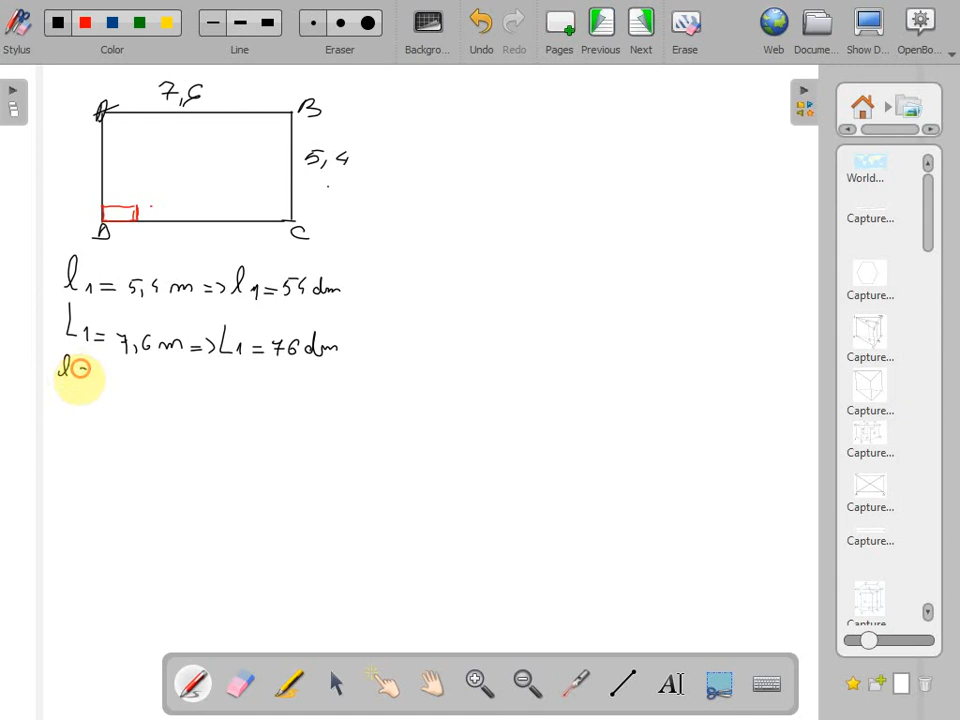 Stylus
Color
Line
Eraser
Backgro...
Undo
Redo
Pages
Previous
Next
Erase
Web
Docume...
Show D...
OpenBo...
7,6
A
B
5,4
D
C
l1 = 5,4 m => l1 = 54 dm
L1 = 7,6 m => L1 = 76 dm
l
World...
Capture...
Capture...
Capture...
Capture...
Capture...
Capture...
Capture...
Capture...